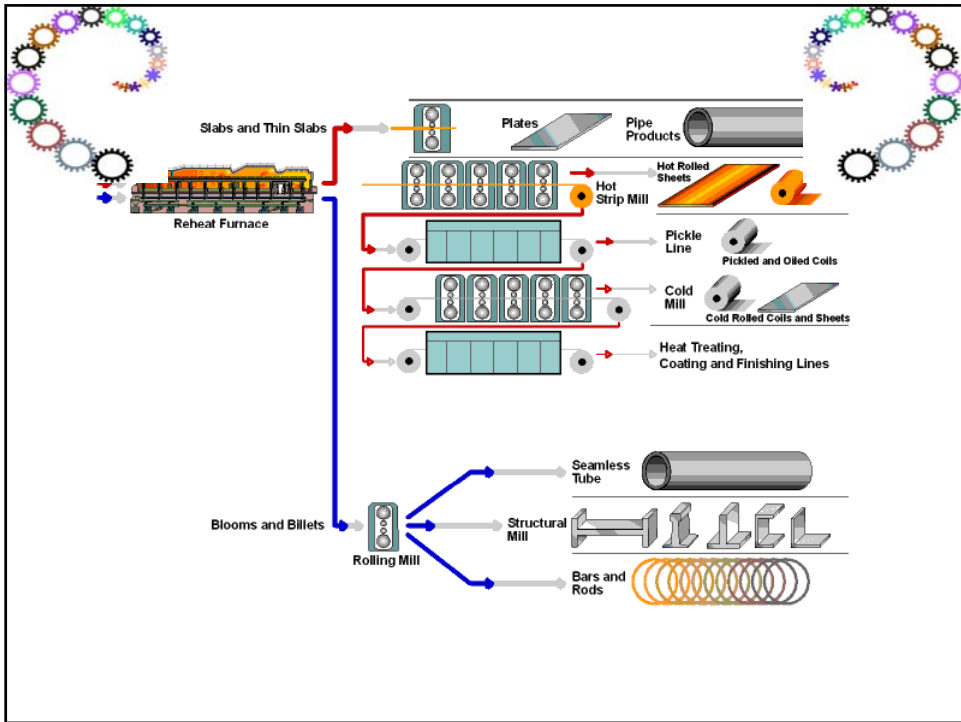 Slabs and Thin Slabs
Plates
Pipe
Products
Reheat Furnace
Hot
Strip Mill
Hot Rolled
Sheets
Pickle
Line
Pickled and Oiled Coils
Cold
Mill
Cold Rolled Coils and Sheets
Heat Treating,
Coating and Finishing Lines
Seamless
Tube
Blooms and Billets
Rolling Mill
Structural
Mill
Bars and
Rods